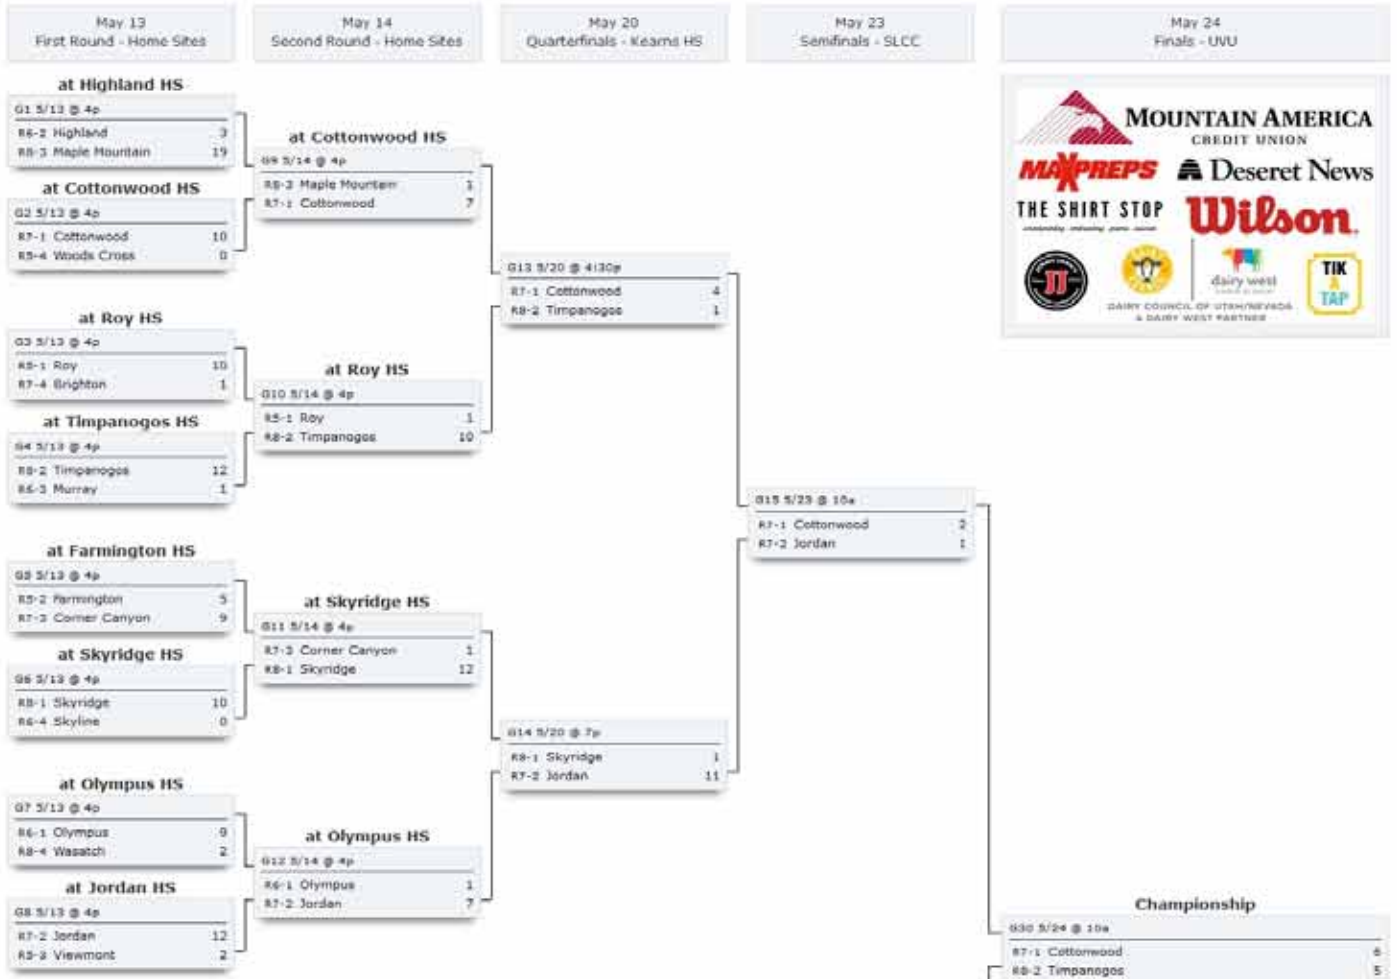 May 13
First Round - Home Sites
May 14
Second Round - Home Sites
May 20
Quarterfinals - Kearns HS
May 23
Semifinals - SLCC
May 24
Finals - UVU
at Highland HS
G1 5/13 @ 4p
R6-2 Highland 3
R8-3 Maple Mountain 19
at Cottonwood HS
G2 5/13 @ 4p
R7-1 Cottonwood 10
R5-4 Woods Cross 0
at Roy HS
G3 5/13 @ 4p
R5-1 Roy 10
R7-4 Brighton 1
at Timpanogos HS
G4 5/13 @ 4p
R8-2 Timpanogos 12
R6-3 Murray 1
at Farmington HS
G5 5/13 @ 4p
R5-2 Farmington 5
R7-3 Corner Canyon 9
at Skyridge HS
G6 5/13 @ 4p
R8-1 Skyridge 10
R6-4 Skyline 0
at Olympus HS
G7 5/13 @ 4p
R6-1 Olympus 9
R8-4 Wasatch 2
at Jordan HS
G8 5/13 @ 4p
R7-2 Jordan 12
R5-3 Viewmont 2
at Cottonwood HS
G9 5/14 @ 4p
R8-3 Maple Mountain 1
R7-1 Cottonwood 7
at Roy HS
G10 5/14 @ 4p
R5-1 Roy 1
R8-2 Timpanogos 10
at Skyridge HS
G11 5/14 @ 4p
R7-3 Corner Canyon 1
R8-1 Skyridge 12
at Olympus HS
G12 5/14 @ 4p
R6-1 Olympus 1
R7-2 Jordan 7
G13 5/20 @ 4:30p
R7-1 Cottonwood 4
R8-2 Timpanogos 1
G14 5/20 @ 7p
R8-1 Skyridge 1
R7-2 Jordan 11
G15 5/23 @ 10a
R7-1 Cottonwood 2
R7-2 Jordan 1
MOUNTAIN AMERICA
CREDIT UNION
MAXPREPS
Deseret News
THE SHIRT STOP
Wilson
JJ
dairy west
TIK
A
TAP
DAIRY COUNCIL OF UTAH/NEVADA
A DAIRY WEST PARTNER
Championship
G30 5/24 @ 10a
R7-1 Cottonwood 6
R8-2 Timpanogos 5